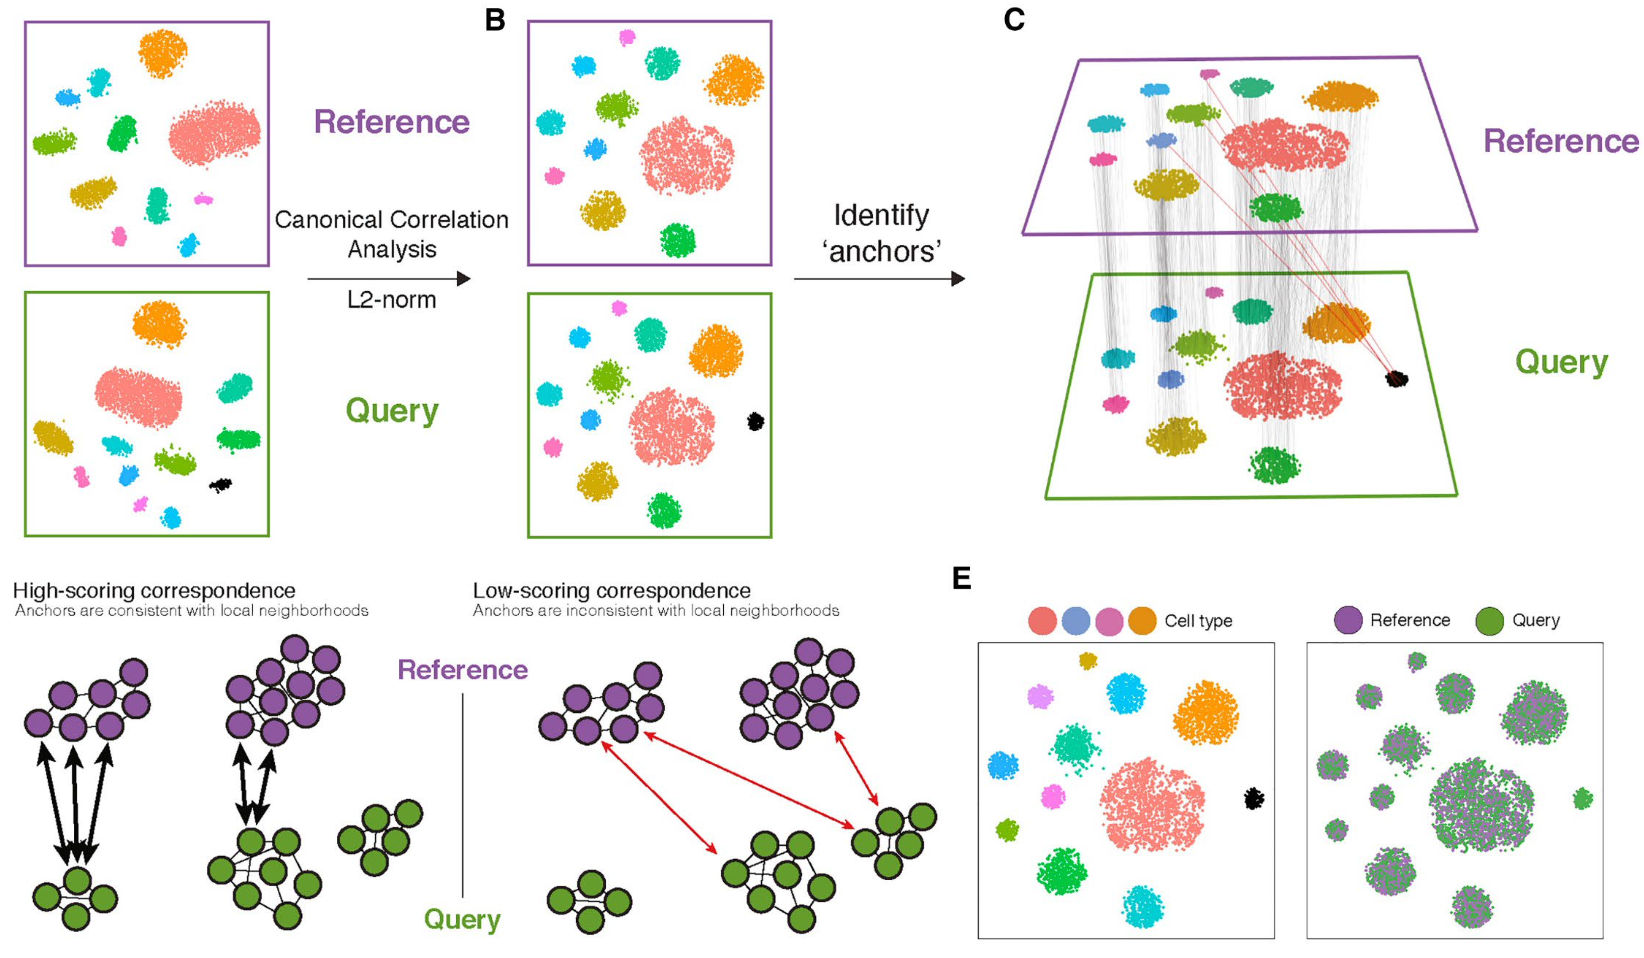 B
C
Reference
Canonical Correlation
Analysis
L2-norm
Query
Identify
‘anchors’
Reference
Query
High-scoring correspondence
Anchors are consistent with local neighborhoods
Low-scoring correspondence
Anchors are inconsistent with local neighborhoods
Reference
Query
E
Cell type
Reference
Query